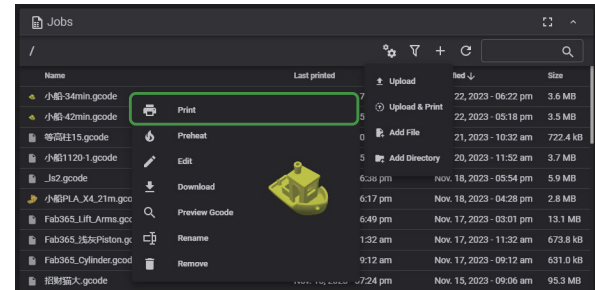 Jobs
/
Name Last printed ↓ Size
Upload
小船-34min.gcode 22, 2023 - 06:22 pm 3.6 MB
Print Upload & Print
小船-42min.gcode 22, 2023 - 05:18 pm 3.5 MB
Preheat Add File
等高柱15.gcode 21, 2023 - 10:32 am 722.4 kB
Edit Add Directory
小船1120-1.gcode 20, 2023 - 11:52 am 3.7 MB
Download
_ls2.gcode 6:38 pm Nov. 18, 2023 - 05:54 pm 5.9 MB
小船PLA_X4_21m.gco 6:17 pm Nov. 18, 2023 - 04:28 pm 2.8 MB
Preview Gcode
Fab365_Lift_Arms.gcc 6:49 pm Nov. 17, 2023 - 03:01 pm 13.1 MB
Rename
Fab365_浅灰Piston.gc 1:32 am Nov. 17, 2023 - 11:32 am 673.8 kB
Fab365_Cylinder.gcod 9:12 am Nov. 17, 2023 - 09:12 am 631.0 kB
Remove
招财猫大.gcode 07:24 pm Nov. 15, 2023 - 09:06 am 95.3 MB